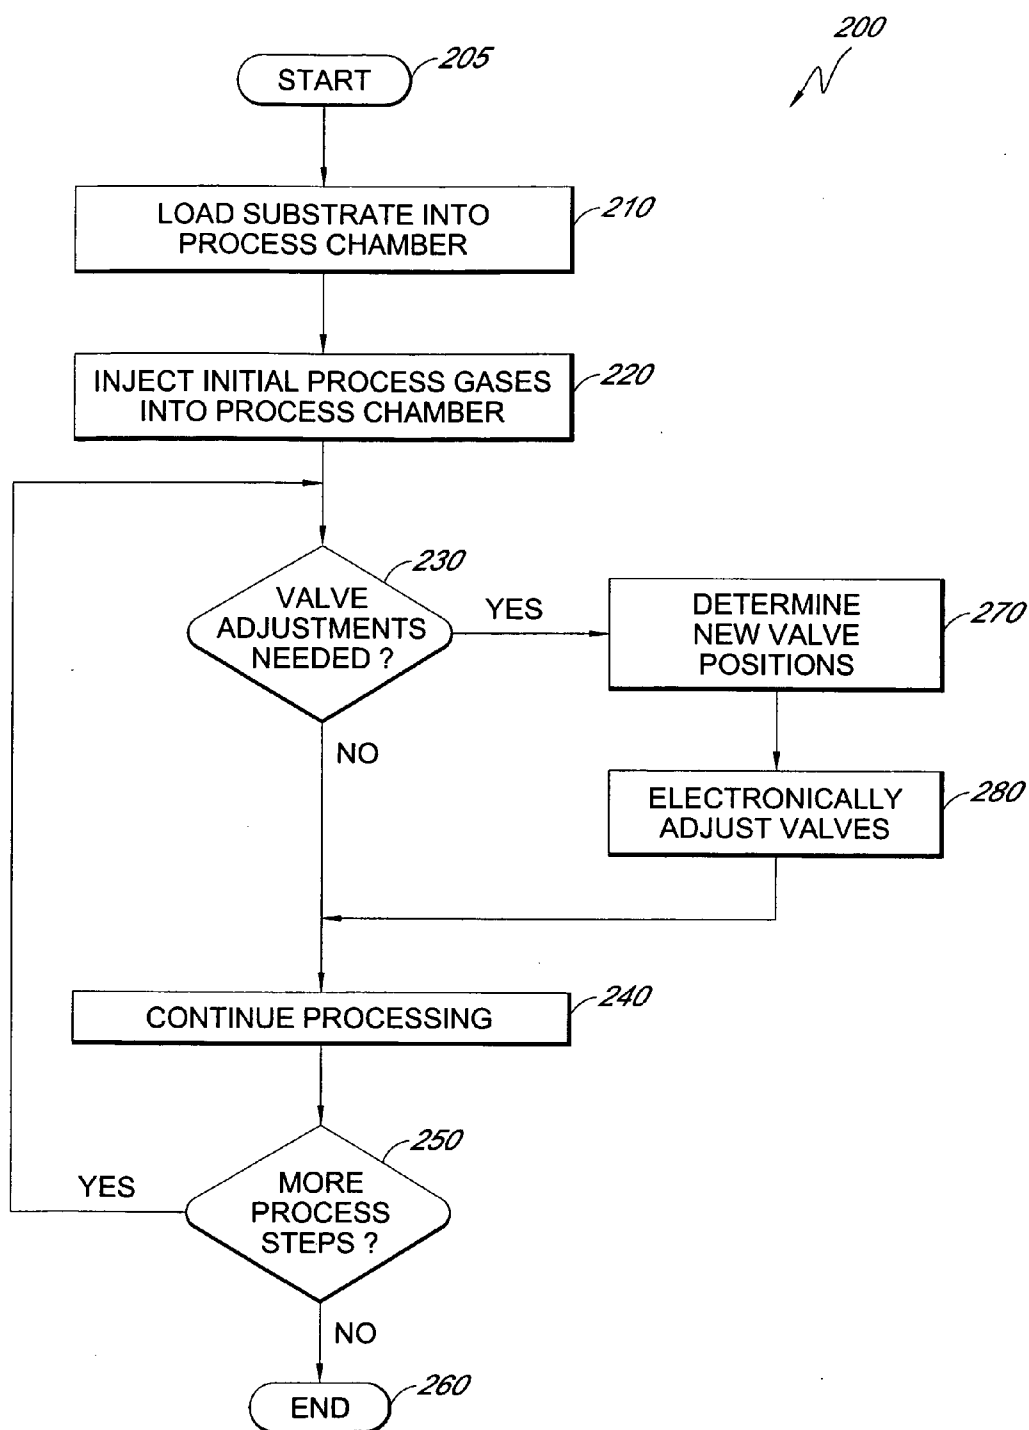 200
START
205
LOAD SUBSTRATE INTO
PROCESS CHAMBER
210
INJECT INITIAL PROCESS GASES
INTO PROCESS CHAMBER
220
VALVE
ADJUSTMENTS
NEEDED ?
230
YES
DETERMINE
NEW VALVE
POSITIONS
270
NO
ELECTRONICALLY
ADJUST VALVES
280
CONTINUE PROCESSING
240
MORE
PROCESS
STEPS ?
250
YES
NO
END
260